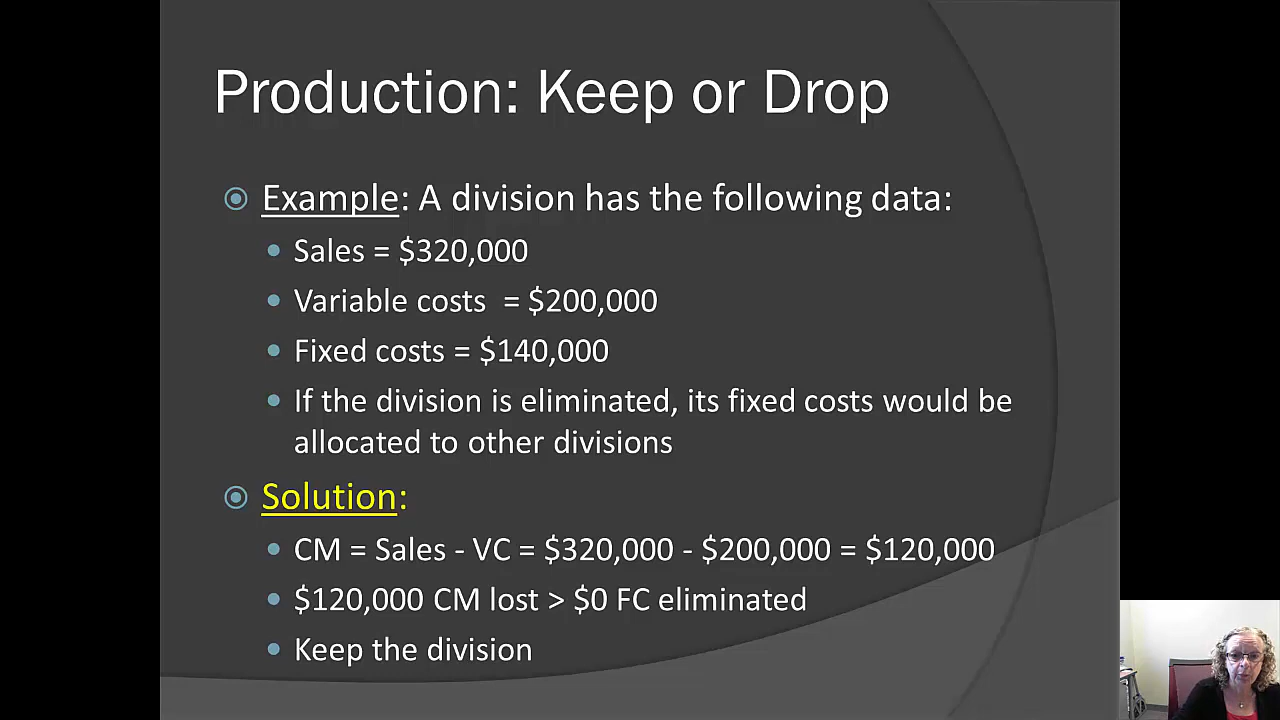 Production: Keep or Drop
Example: A division has the following data:
Sales = $320,000
Variable costs = $200,000
Fixed costs = $140,000
If the division is eliminated, its fixed costs would be
allocated to other divisions
Solution:
CM = Sales - VC = $320,000 - $200,000 = $120,000
$120,000 CM lost > $0 FC eliminated
Keep the division